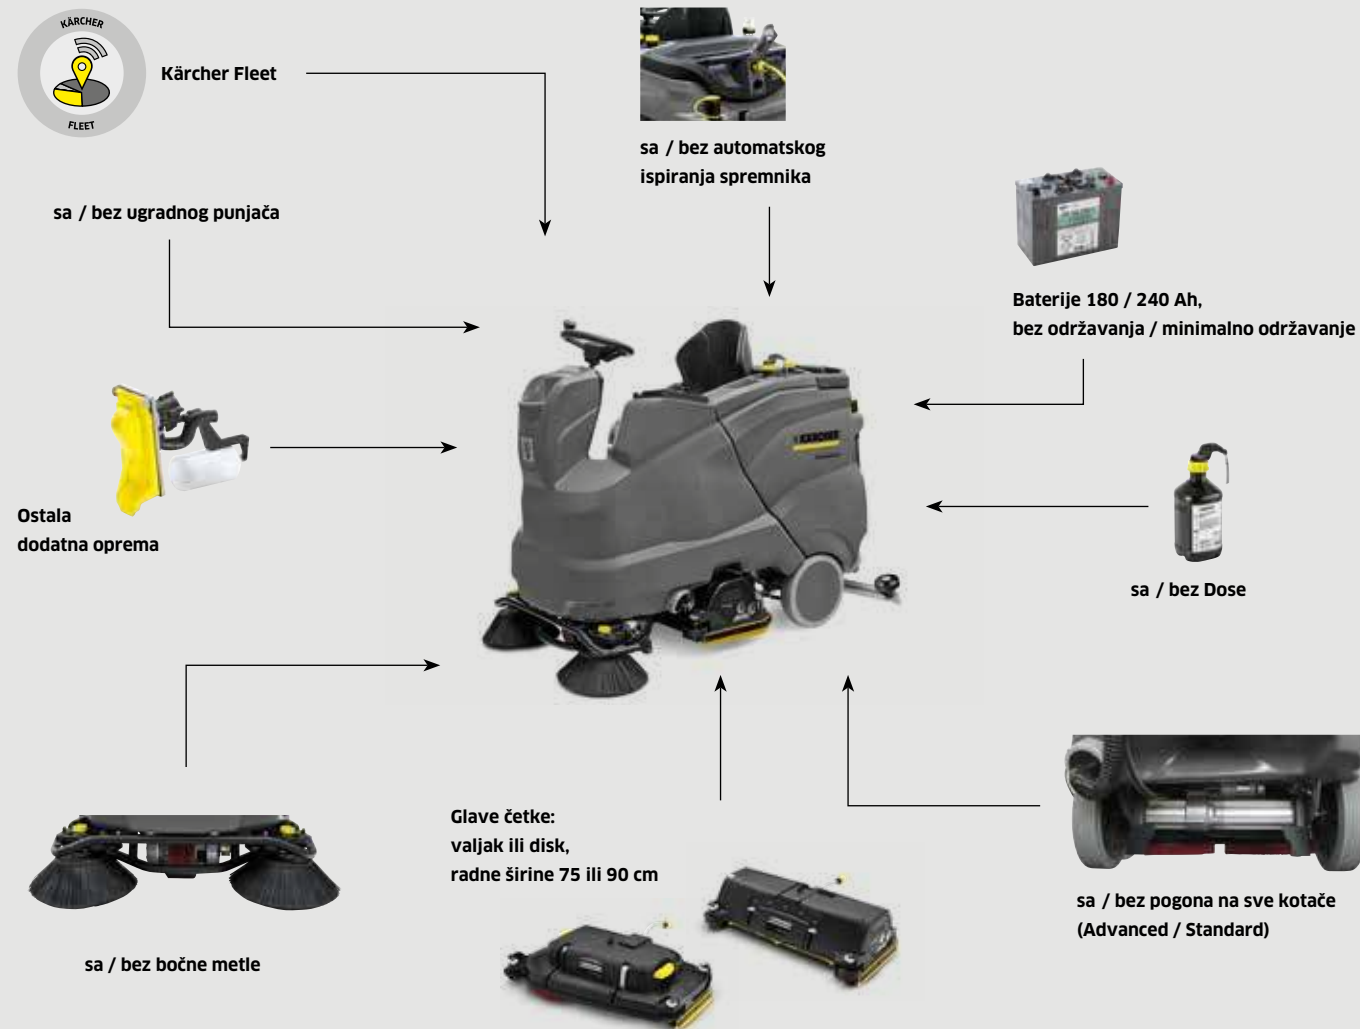 KÄRCHER
FLEET
Kärcher Fleet
sa / bez automatskog
ispiranja spremnika
sa / bez ugradnog punjača
Baterije 180 / 240 Ah,
bez održavanja / minimalno održavanje
KÄRCHER
Ostala
dodatna oprema
sa / bez Dose
Glave četke:
valjak ili disk,
radne širine 75 ili 90 cm
sa / bez pogona na sve kotače
(Advanced / Standard)
sa / bez bočne metle